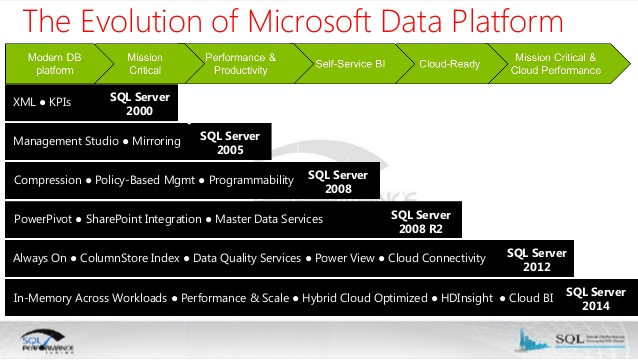 The Evolution of Microsoft Data Platform
Modern DB
platform
Mission
Critical
Performance &
Productivity
Self-Service BI
Cloud-Ready
Mission Critical &
Cloud Performance
XML ● KPIs
SQL Server
2000
Management Studio ● Mirroring
SQL Server
2005
Compression ● Policy-Based Mgmt ● Programmability
SQL Server
2008
PowerPivot ● SharePoint Integration ● Master Data Services
SQL Server
2008 R2
Always On ● ColumnStore Index ● Data Quality Services ● Power View ● Cloud Connectivity
SQL Server
2012
In-Memory Across Workloads ● Performance & Scale ● Hybrid Cloud Optimized ● HDInsight ● Cloud BI
SQL Server
2014
SQL
PERFORMANCE
TUNING
SQL